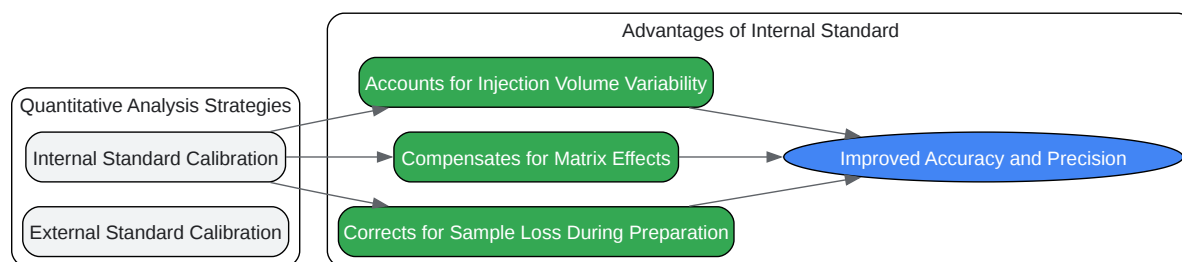 Quantitative Analysis Strategies
Internal Standard Calibration
External Standard Calibration
Advantages of Internal Standard
Accounts for Injection Volume Variability
Compensates for Matrix Effects
Corrects for Sample Loss During Preparation
Improved Accuracy and Precision